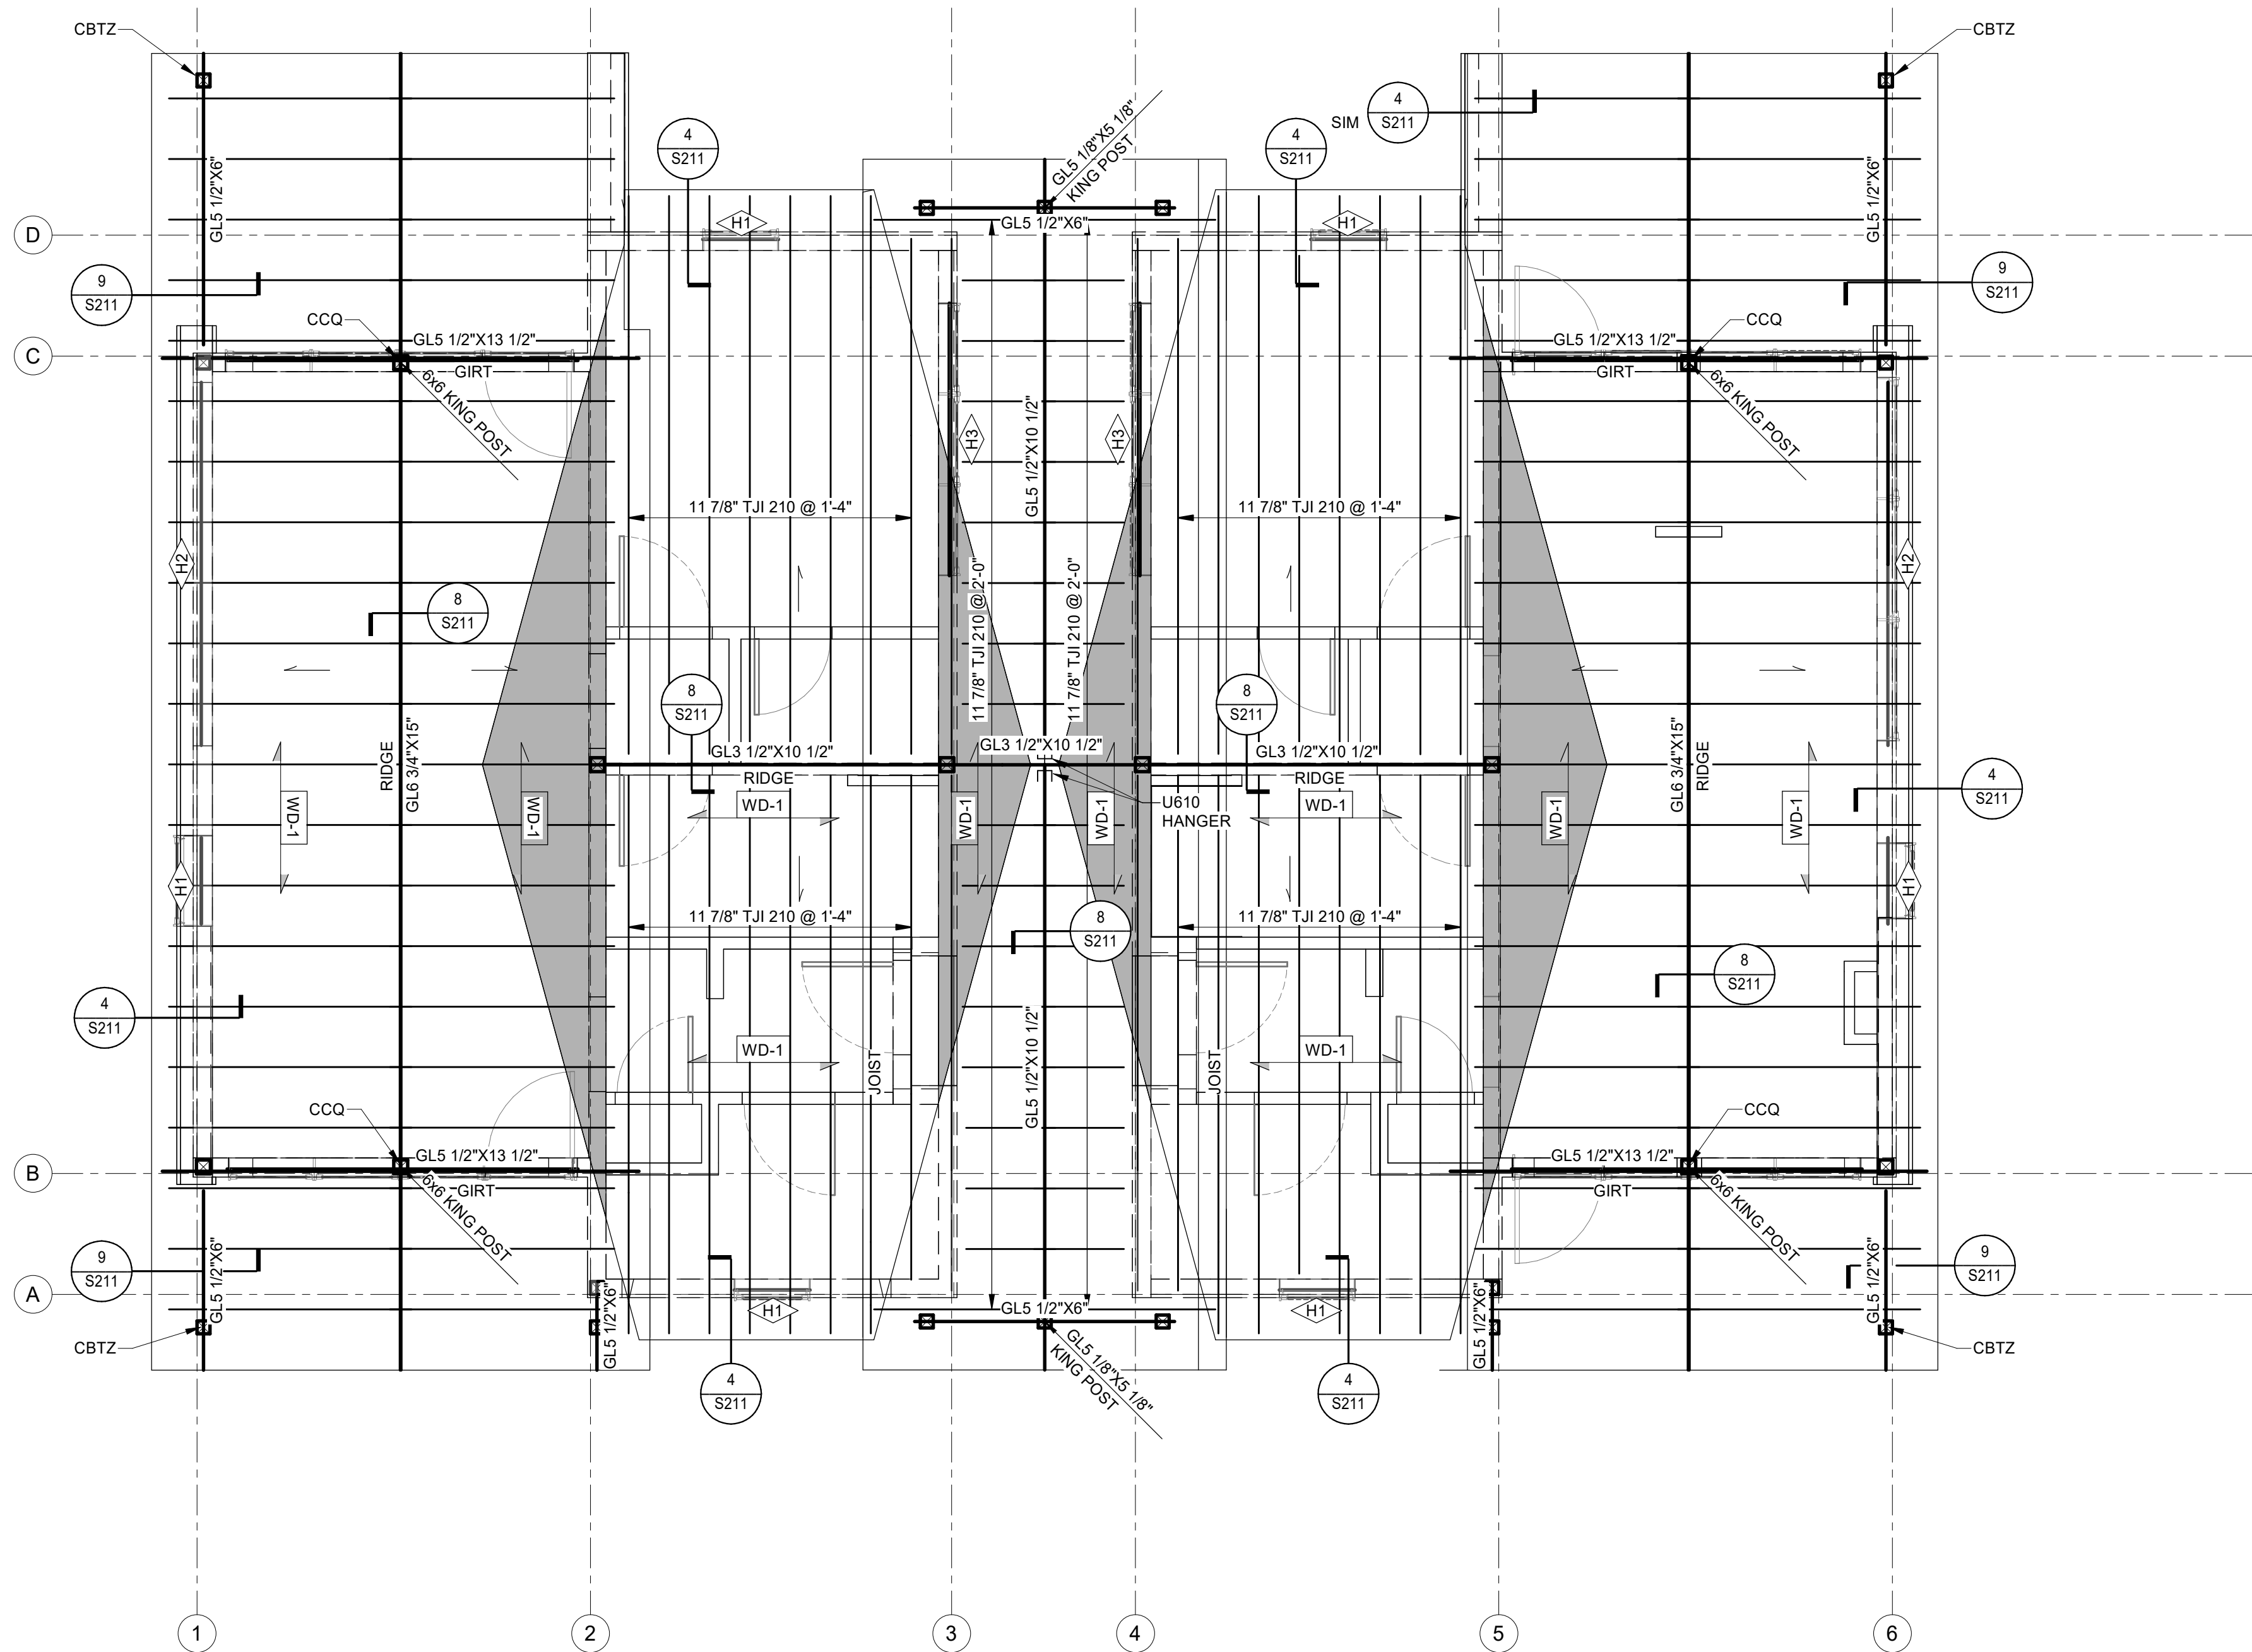 CBTZ
CBTZ
4
S211
SIM
4
S211
4
S211
GL5 1/8"X5 1/8"
KING POST
GL5 1/2"X6"
GL5 1/2"X6"
H1
H1
GL5 1/2"X6"
D
9
S211
9
S211
CCQ
GL5 1/2"X13 1/2"
GL5 1/2"X13 1/2"
CCQ
C
GIRT
GIRT
6x6 KING POST
6x6 KING POST
H3
H3
GL5 1/2"X10 1/2"
11 7/8" TJI 210 @ 1'-4"
11 7/8" TJI 210 @ 1'-4"
H2
H2
8
S211
11 7/8" TJI 210 @ 2'-0"
11 7/8" TJI 210 @ 2'-0"
8
S211
8
S211
RIDGE
GL6 3/4"X15"
GL3 1/2"X10 1/2"
GL3 1/2"X10 1/2"
GL3 1/2"X10 1/2"
GL6 3/4"X15"
RIDGE
RIDGE
RIDGE
4
S211
WD-1
WD-1
WD-1
WD-1
WD-1
U610
HANGER
WD-1
WD-1
WD-1
H1
H1
11 7/8" TJI 210 @ 1'-4"
11 7/8" TJI 210 @ 1'-4"
8
S211
8
S211
4
S211
WD-1
WD-1
JOIST
GL5 1/2"X10 1/2"
JOIST
CCQ
CCQ
GL5 1/2"X13 1/2"
GL5 1/2"X13 1/2"
B
GIRT
GIRT
6x6 KING POST
6x6 KING POST
9
S211
9
S211
GL5 1/2"X6"
GL5 1/2"X6"
A
H1
GL5 1/2"X6"
H1
GL5 1/2"X6"
GL5 1/2"X6"
CBTZ
CBTZ
GL5 1/8"X5 1/8"
KING POST
4
S211
4
S211
1
2
3
4
5
6